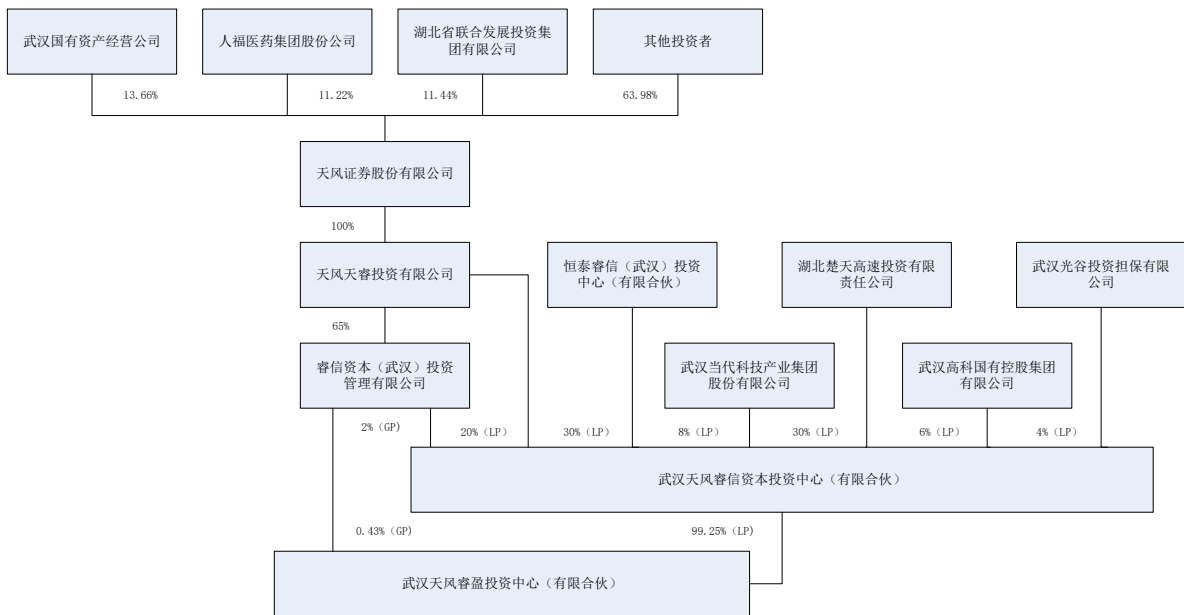 武汉国有资产经营公司
人福医药集团股份公司
湖北省联合发展投资集
团有限公司
其他投资者
13.66%
11.22%
11.44%
63.98%
天风证券股份有限公司
100%
天风天睿投资有限公司
恒泰睿信（武汉）投资
中心（有限合伙）
湖北楚天高速投资有限
责任公司
武汉光谷投资担保有限
公司
65%
睿信资本（武汉）投资
管理有限公司
武汉当代科技产业集团
股份有限公司
武汉高科国有控股集团
有限公司
2%(GP)
20%(LP)
30%(LP)
8%(LP)
30%(LP)
6%(LP)
4%(LP)
武汉天风睿信资本投资中心（有限合伙）
0.43%(GP)
99.25%(LP)
武汉天风睿盈投资中心（有限合伙）